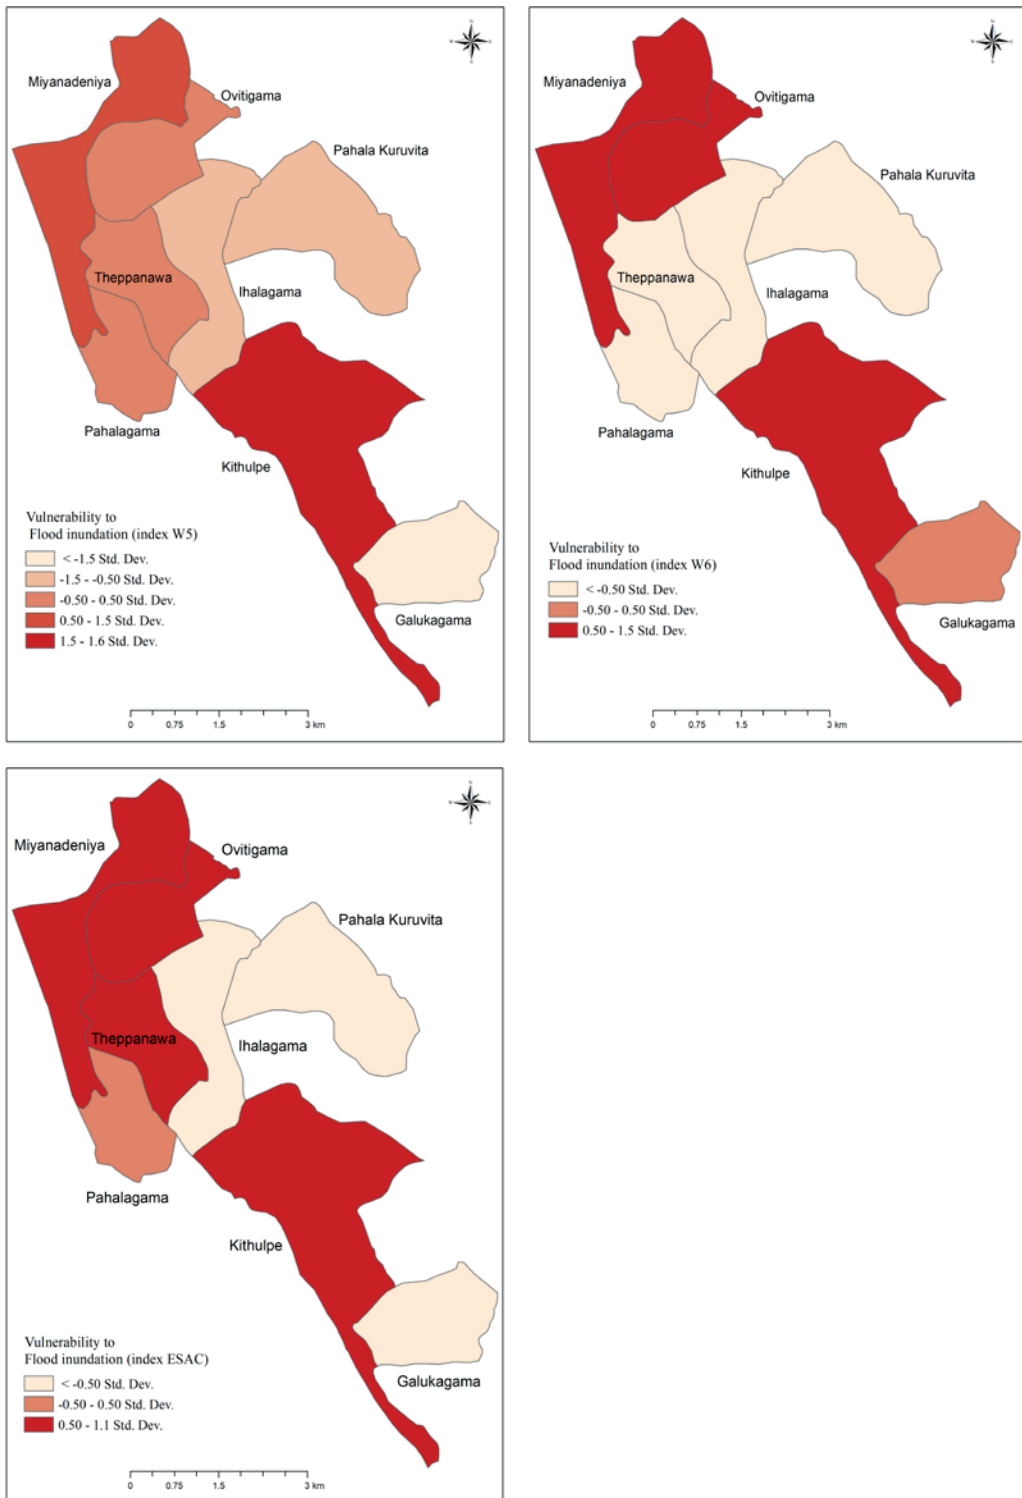 Miyanadeniya
Ovitigama
Pahala Kuruvita
Theppanawa
Ihalagama
Pahalagama
Kithulpe
Vulnerability to
Flood inundation (index W5)
< -1.5 Std. Dev.
-1.5 - -0.50 Std. Dev.
-0.50 - 0.50 Std. Dev.
0.50 - 1.5 Std. Dev.
1.5 - 1.6 Std. Dev.
Galukagama
0 0.75 1.5 3 km
Miyanadeniya
Ovitigama
Pahala Kuruvita
Theppanawa
Ihalagama
Pahalagama
Kithulpe
Vulnerability to
Flood inundation (index W6)
< -0.50 Std. Dev.
-0.50 - 0.50 Std. Dev.
0.50 - 1.5 Std. Dev.
Galukagama
0 0.75 1.5 3 km
Miyanadeniya
Ovitigama
Pahala Kuruvita
Theppanawa
Ihalagama
Pahalagama
Kithulpe
Vulnerability to
Flood inundation (index ESAC)
< -0.50 Std. Dev.
-0.50 - 0.50 Std. Dev.
0.50 - 1.1 Std. Dev.
Galukagama
0 0.75 1.5 3 km